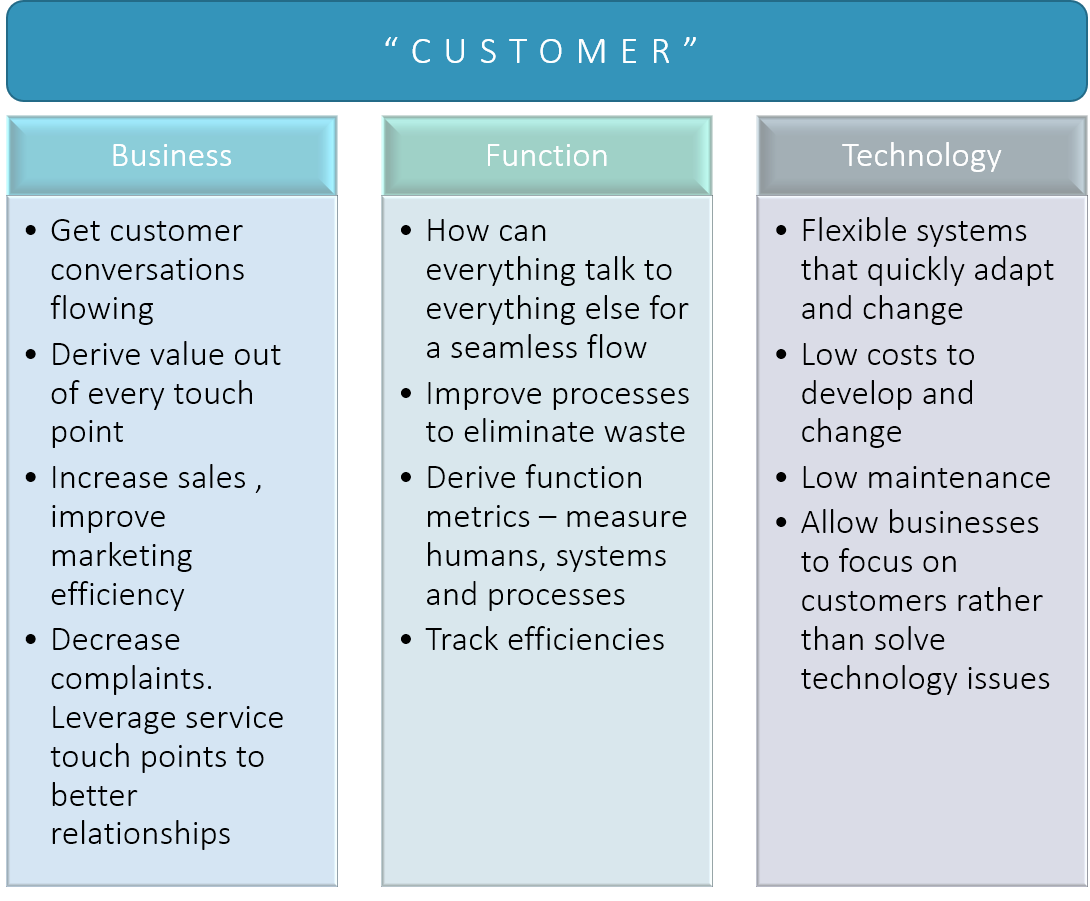 “CUSTOMER”
Business
• Get customer
conversations
flowing
• Derive value out
of every touch
point
• Increase sales ,
improve
marketing
efficiency
• Decrease
complaints.
Leverage service
touch points to
better
relationships
Function
• How can
everything talk to
everything else for
a seamless flow
• Improve processes
to eliminate waste
• Derive function
metrics – measure
humans, systems
and processes
• Track efficiencies
Technology
• Flexible systems
that quickly adapt
and change
• Low costs to
develop and
change
• Low maintenance
• Allow businesses
to focus on
customers rather
than solve
technology issues